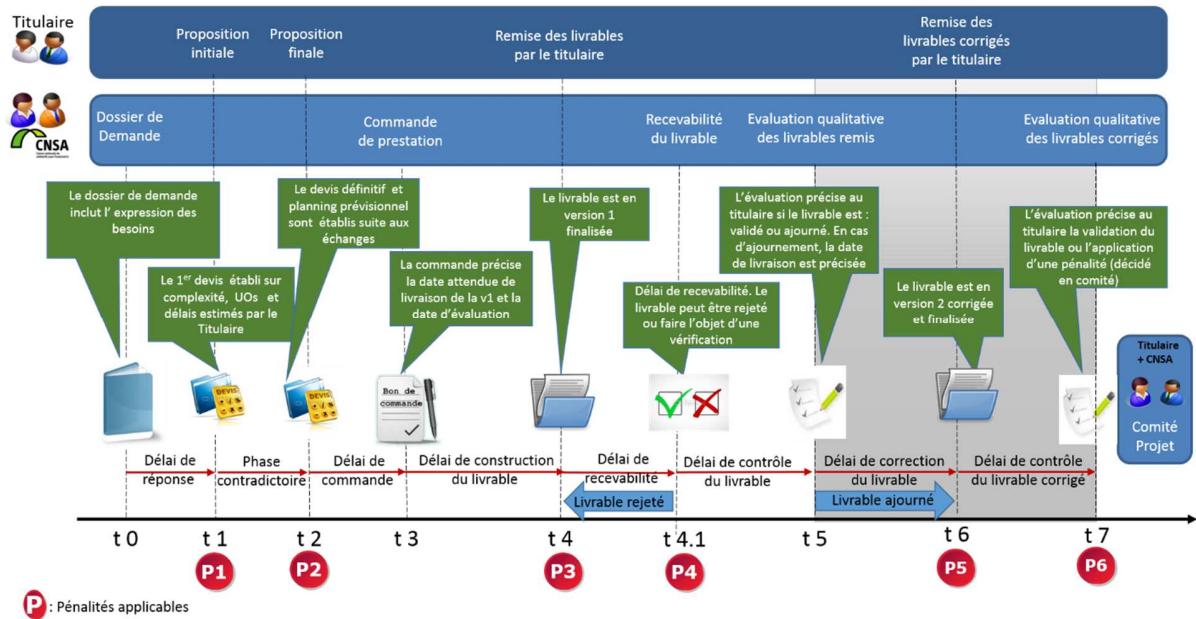 Titulaire
Proposition
initiale
Proposition
finale
Remise des livrables
par le titulaire
Remise des
livrables corrigés
par le titulaire
CNSA
Dossier de
Demande
Commande
de prestation
Recevabilité
du livrable
Evaluation qualitative
des livrables remis
Evaluation qualitative
des livrables corrigés
Le dossier de demande
inclut l’ expression des
besoins
Le 1er devis établi sur
complexité, UOs et
délais estimés par le
Titulaire
Le devis définitif et
planning prévisionnel
sont établis suite aux
échanges
La commande précise
la date attendue de
livraison de la v1 et la
date d’évaluation
Le livrable est en
version 1
finalisée
Délai de recevabilité. Le
livrable peut être rejeté
ou faire l’objet d’une
vérification
L’évaluation précise au
titulaire si le livrable est :
validé ou ajourné. En cas
d’ajournement, la date
de livraison est précisée
Le livrable est en
version 2 corrigée
et finalisée
L’évaluation précise au
titulaire la validation du
livrable ou l’application
d’une pénalité (décidé
en comité)
DEVIS
DEVIS
Bon de
commande
Titulaire
+ CNSA
Comité
Projet
Délai de
réponse
Phase
contradictoire
Délai de
commande
Délai de construction
du livrable
Délai de
recevabilité
Délai de contrôle
du livrable
Délai de correction
du livrable
Délai de contrôle
du livrable corrigé
Livrable rejeté
Livrable ajourné
t 0
t 1
t 2
t 3
t 4
t 4.1
t 5
t 6
t 7
P1
P2
P3
P4
P5
P6
P : Pénalités applicables